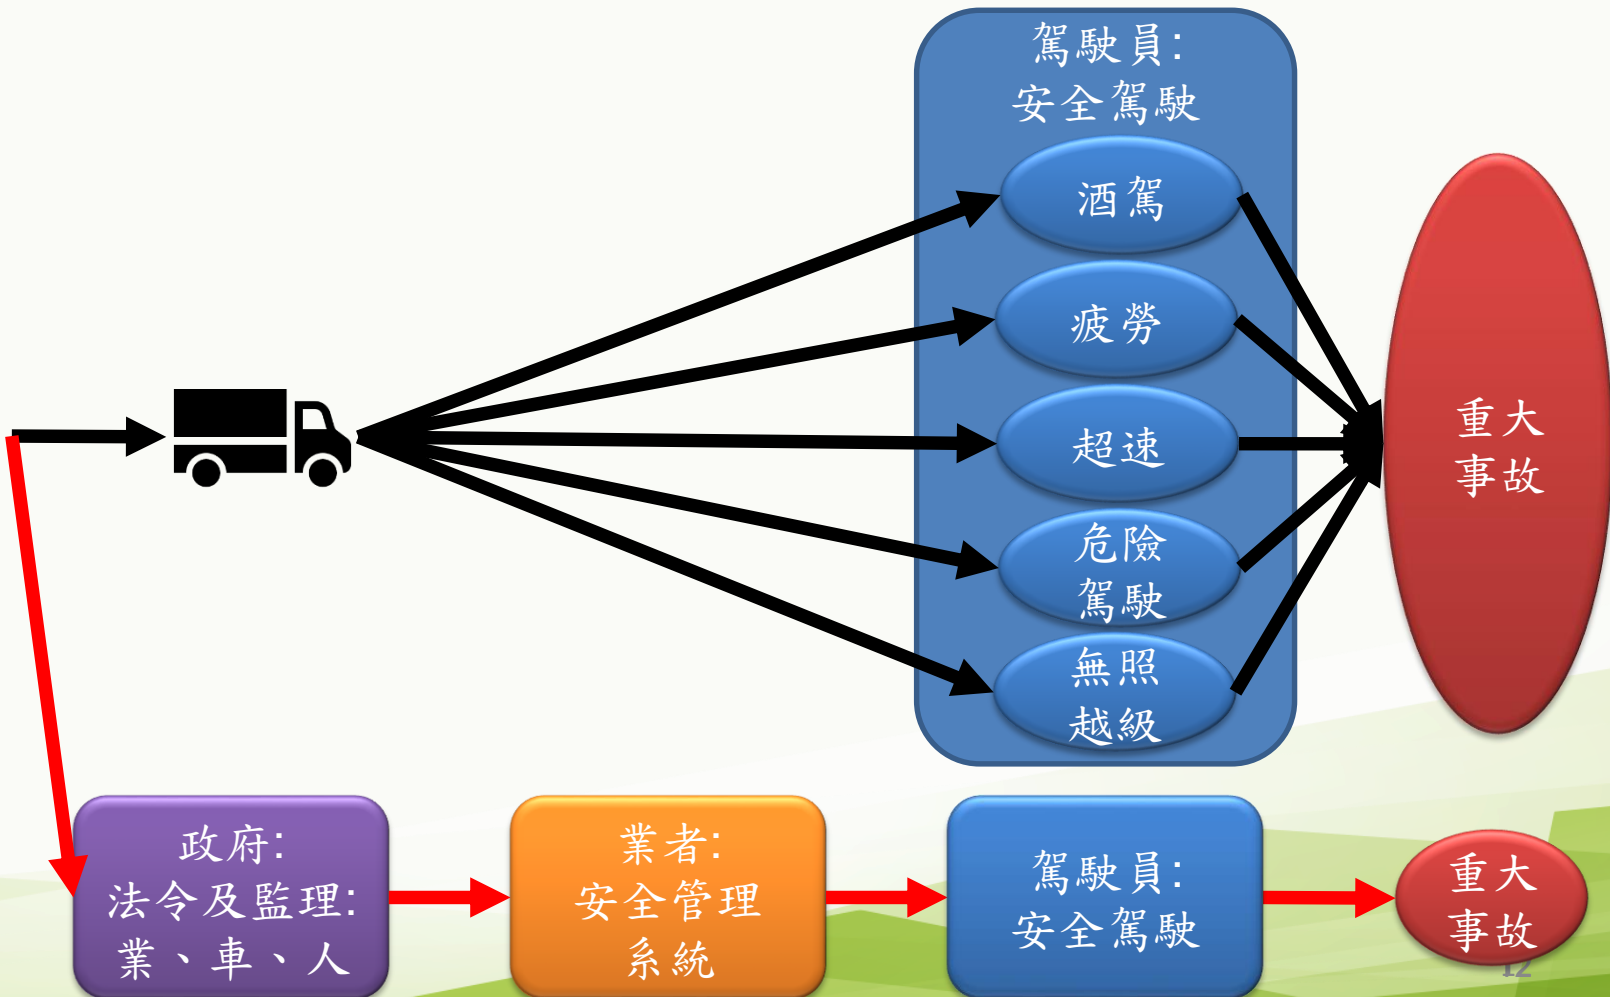 駕駛員:
安全駕駛
酒駕
疲勞
超速
危險
駕駛
無照
越級
重大
事故
政府:
法令及監理:
業、車、人
業者:
安全管理
系統
駕駛員:
安全駕駛
重大
事故
12